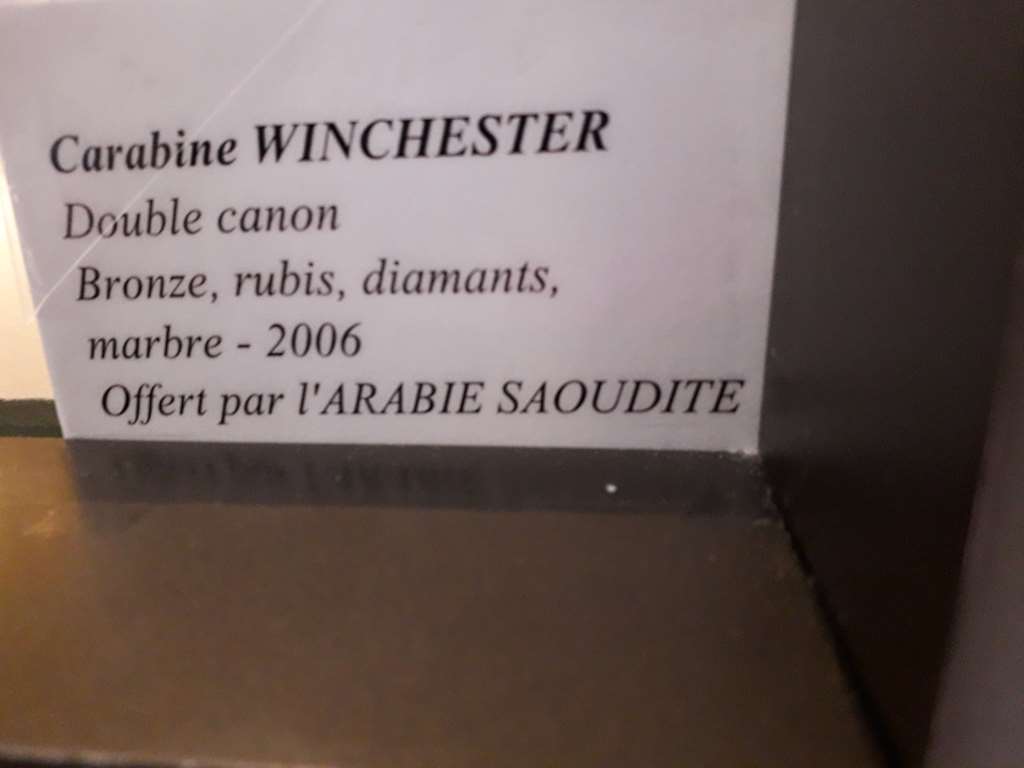 Carabine WINCHESTER
Double canon
Bronze, rubis, diamants,
marbre - 2006
Offert par l'ARABIE SAOUDITE